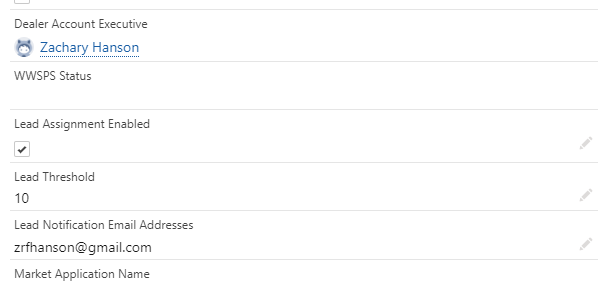 Dealer Account Executive
Zachary Hanson
WWSPS Status
Lead Assignment Enabled
Lead Threshold
10
Lead Notification Email Addresses
zrfhanson@gmail.com
Market Application Name